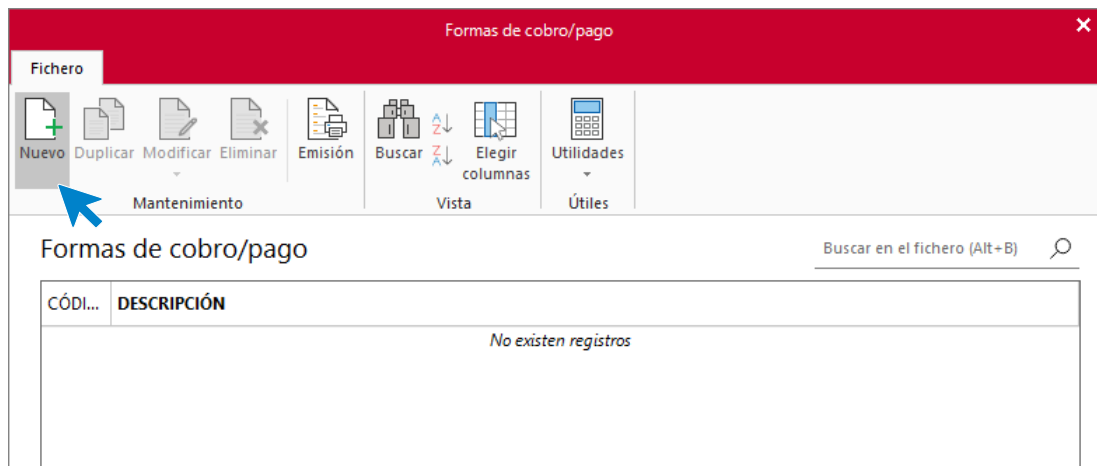 Formas de cobro/pago
Fichero
Nuevo Duplicar Modificar Eliminar Emisión Buscar Elegir columnas Utilidades
Mantenimiento Vista Útiles
Formas de cobro/pago
Buscar en el fichero (Alt+B)
CÓDI... DESCRIPCIÓN
No existen registros